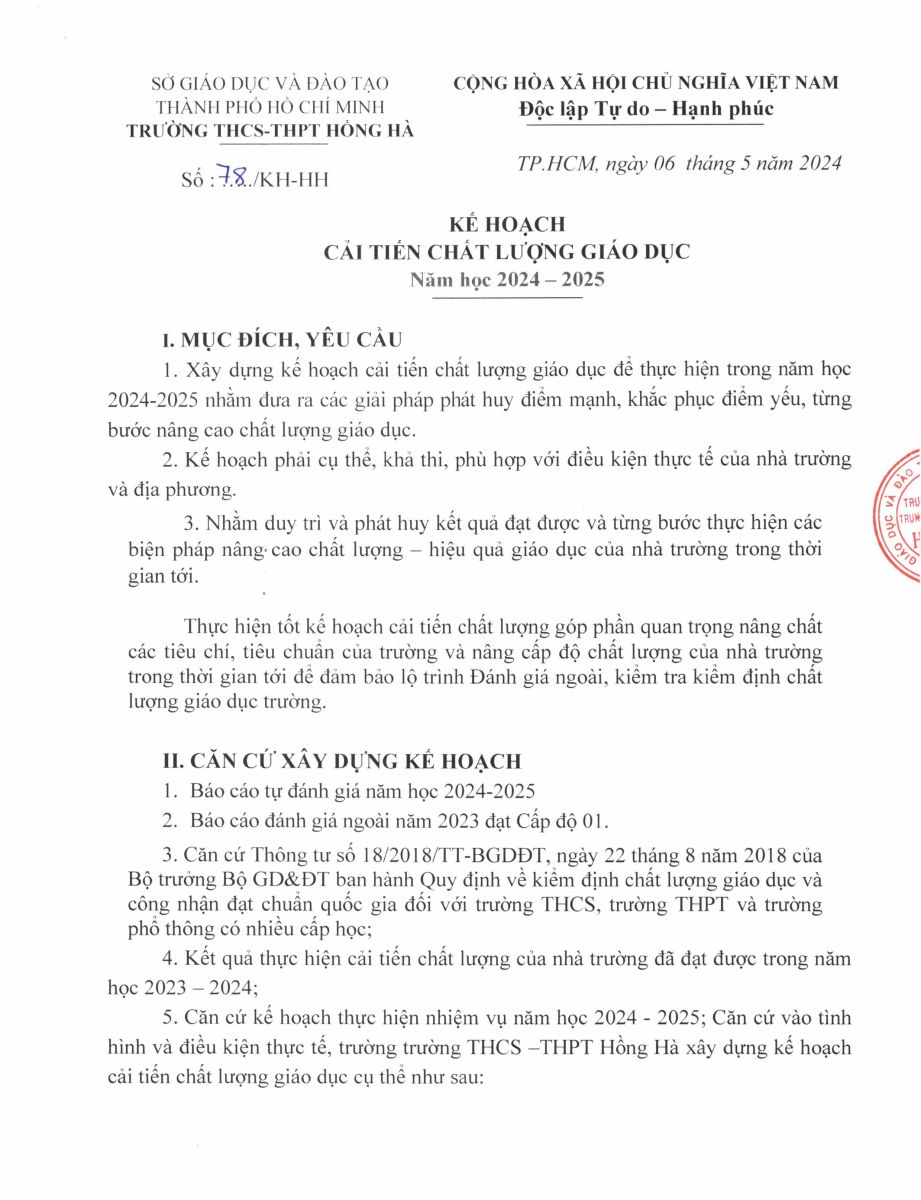 SỞ GIÁO DỤC VÀ ĐÀO TẠO
THÀNH PHỐ HỒ CHÍ MINH
TRƯỜNG THCS-THPT HỒNG HÀ
Số : 78./KH-HH
CỘNG HÒA XÃ HỘI CHỦ NGHĨA VIỆT NAM
Độc lập Tự do – Hạnh phúc
TP.HCM, ngày 06 tháng 5 năm 2024
KẾ HOẠCH
CẢI TIẾN CHẤT LƯỢNG GIÁO DỤC
Năm học 2024 – 2025
I. MỤC ĐÍCH, YÊU CẦU
1. Xây dựng kế hoạch cải tiến chất lượng giáo dục để thực hiện trong năm học
2024-2025 nhằm đưa ra các giải pháp phát huy điểm mạnh, khắc phục điểm yếu, từng
bước nâng cao chất lượng giáo dục.
2. Kế hoạch phải cụ thể, khả thi, phù hợp với điều kiện thực tế của nhà trường
và địa phương.
3. Nhằm duy trì và phát huy kết quả đạt được và từng bước thực hiện các
biện pháp nâng cao chất lượng – hiệu quả giáo dục của nhà trường trong thời
gian tới.
Thực hiện tốt kế hoạch cải tiến chất lượng góp phần quan trọng nâng chất
các tiêu chí, tiêu chuẩn của trường và nâng cấp độ chất lượng của nhà trường
trong thời gian tới để đảm bảo lộ trình Đánh giá ngoài, kiểm tra kiểm định chất
lượng giáo dục trường.
II. CĂN CỨ XÂY DỰNG KẾ HOẠCH
1. Báo cáo tự đánh giá năm học 2024-2025
2. Báo cáo đánh giá ngoài năm 2023 đạt Cấp độ 01.
3. Căn cứ Thông tư số 18/2018/TT-BGDĐT, ngày 22 tháng 8 năm 2018 của
Bộ trưởng Bộ GD&ĐT ban hành Quy định về kiểm định chất lượng giáo dục và
công nhận đạt chuẩn quốc gia đối với trường THCS, trường THPT và trường
phổ thông có nhiều cấp học;
4. Kết quả thực hiện cải tiến chất lượng của nhà trường đã đạt được trong năm
học 2023 – 2024;
5. Căn cứ kế hoạch thực hiện nhiệm vụ năm học 2024 - 2025; Căn cứ vào tình
hình và điều kiện thực tế, trường trường THCS –THPT Hồng Hà xây dựng kế hoạch
cải tiến chất lượng giáo dục cụ thể như sau:
GIÁO DỤC VÀ ĐÀO